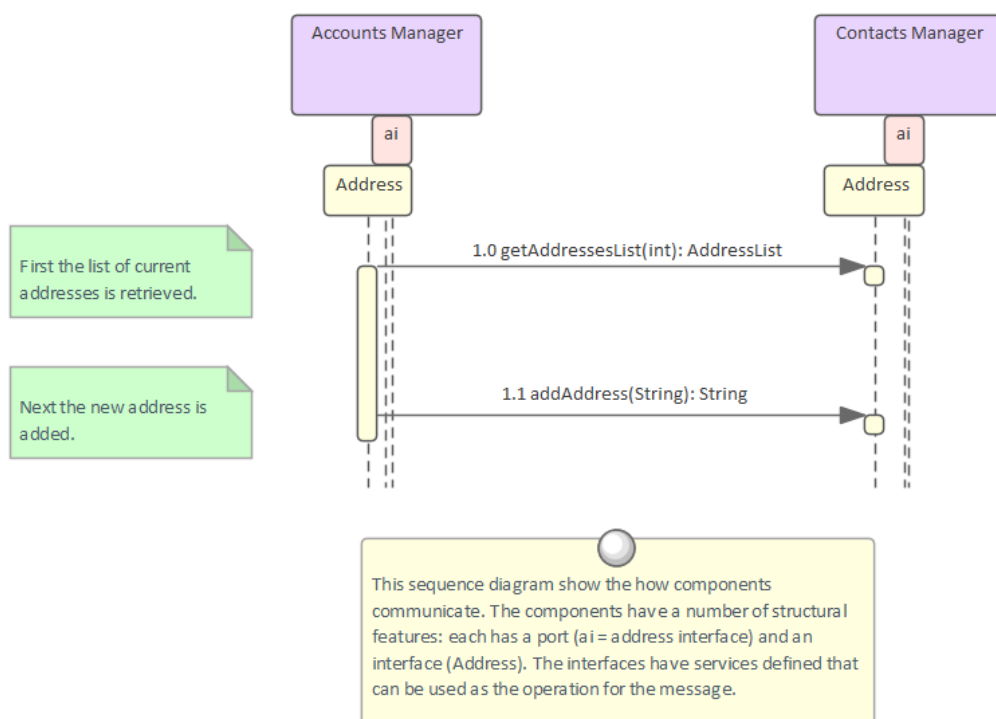 Accounts Manager
Contacts Manager
ai
ai
Address
Address
First the list of current
addresses is retrieved.
1.0 getAddressesList(int): AddressList
Next the new address is
added.
1.1 addAddress(String): String
This sequence diagram show the how components
communicate. The components have a number of structural
features: each has a port (ai = address interface) and an
interface (Address). The interfaces have services defined that
can be used as the operation for the message.